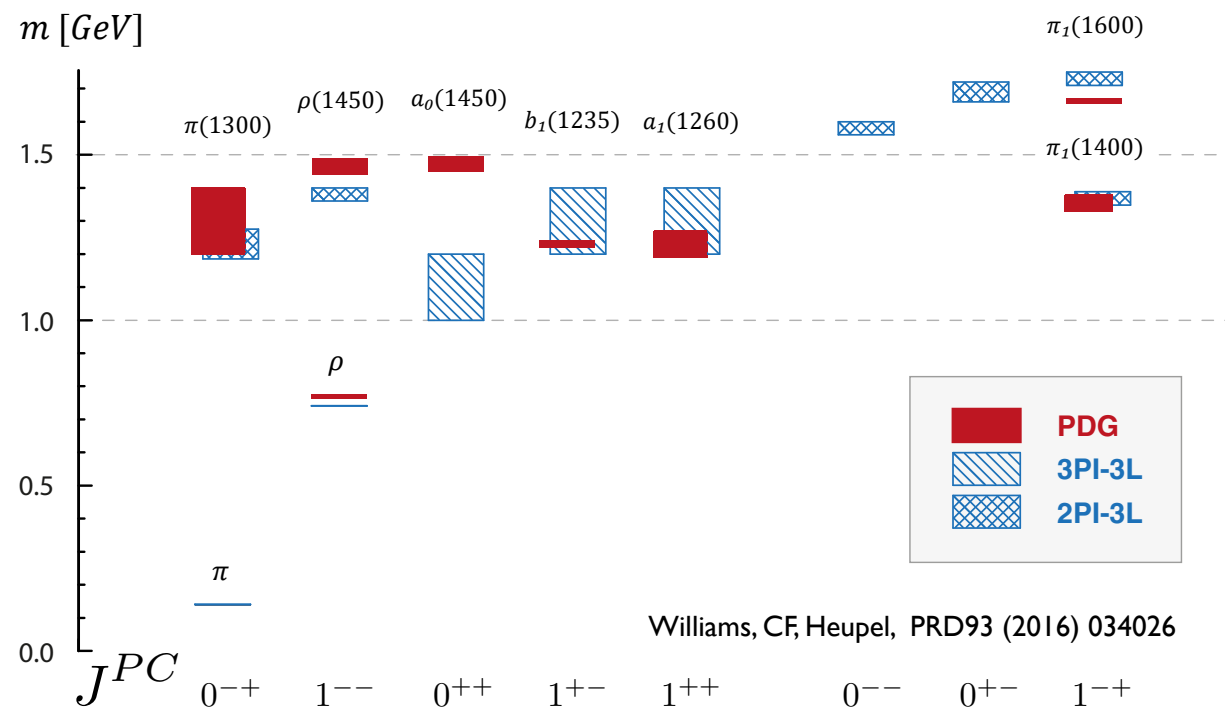 m [GeV]
π₁(1600)
ρ(1450)
a₀(1450)
π(1300)
b₁(1235)
a₁(1260)
1.5
π₁(1400)
1.0
ρ
PDG
3PI-3L
0.5
2PI-3L
π
Williams, CF, Heupel, PRD93 (2016) 034026
0.0
J^{PC}
0⁻⁺ 1⁻⁻ 0⁺⁺ 1⁺⁻ 1⁺⁺ 0⁻⁻ 0⁺⁻ 1⁻⁺